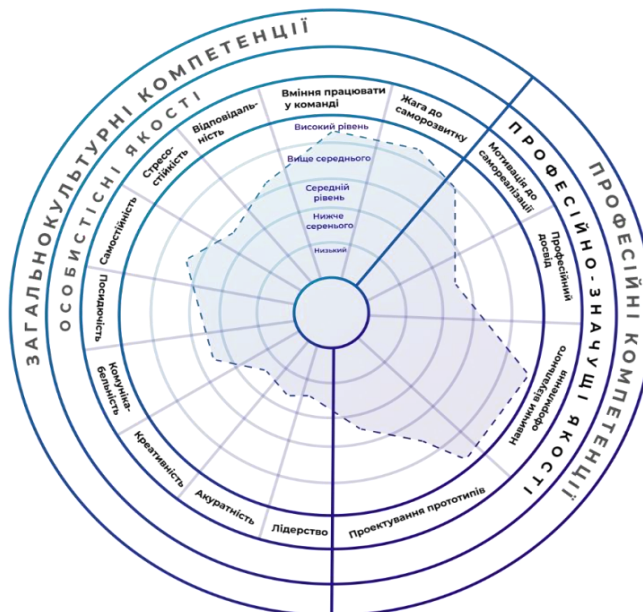 ЗАГАЛЬНОКУЛЬТУРНІ КОМПЕТЕНЦІЇ
ОСОБИСТІСНІ ЯКОСТІ
ПРОФЕСІЙНІ КОМПЕТЕНЦІЇ
ПРОФЕСІЙНО-ЗНАЧУЩІ ЯКОСТІ
Вміння працювати
у команді
Жага до
саморозвитку
Мотивація до
самореалізації
Професійний
досвід
Навички візуального
оформлення
Проектування прототипів
Лідерство
Акуратність
Креативність
Комуніка-
бельність
Посидючість
Самостійність
Стресо-
стойкість
Відповідаль-
ність
Високий рівень
Вище середнього
Середній
рівень
Нижче
сереньього
Низький